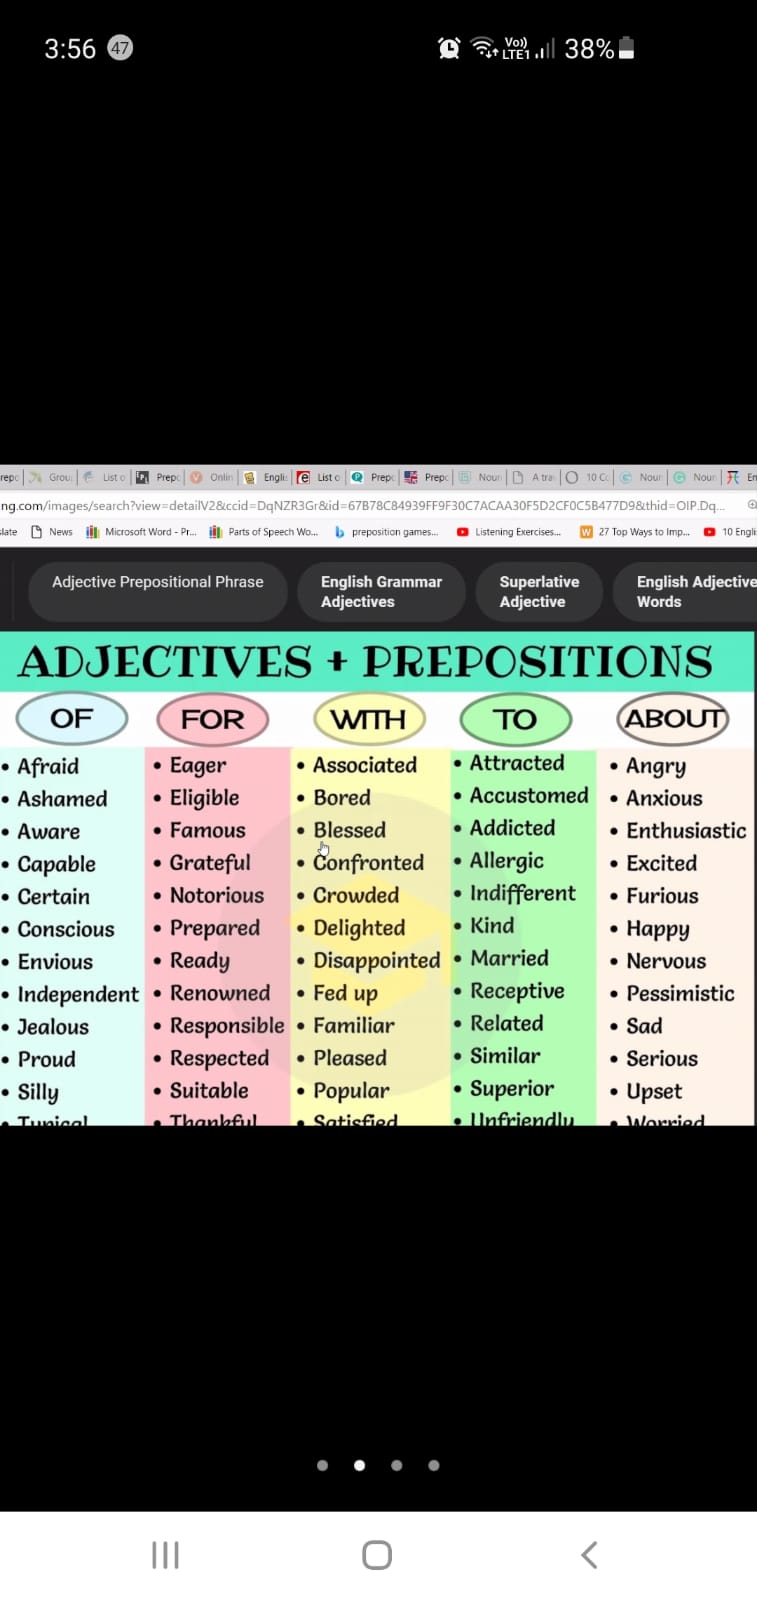 3:56 47 Vo)) LTE1 38%
repo Grou List o Prepo Onlin Englis List o Prepo Prepo Noun A tra 10 Co Noun Noun En
ng.com/images/search?view=detailV2&ccid=DqNZR3Gr&id=67B78C84939FF9F30C7ACAA30F5D2CF0C5B477D9&thid=OIP.Dq...
slate News Microsoft Word - Pr... Parts of Speech Wo... preposition games... Listening Exercises... 27 Top Ways to Imp... 10 Engli
Adjective Prepositional Phrase
English Grammar
Adjectives
Superlative
Adjective
English Adjective
Words
ADJECTIVES + PREPOSITIONS
OF
• Afraid
• Ashamed
• Aware
• Capable
• Certain
• Conscious
• Envious
• Independent
• Jealous
• Proud
• Silly
• Typical
FOR
• Eager
• Eligible
• Famous
• Grateful
• Notorious
• Prepared
• Ready
• Renowned
• Responsible
• Respected
• Suitable
• Thankful
WITH
• Associated
• Bored
• Blessed
• Confronted
• Crowded
• Delighted
• Disappointed
• Fed up
• Familiar
• Pleased
• Popular
• Satisfied
TO
• Attracted
• Accustomed
• Addicted
• Allergic
• Indifferent
• Kind
• Married
• Receptive
• Related
• Similar
• Superior
• Unfriendly
ABOUT
• Angry
• Anxious
• Enthusiastic
• Excited
• Furious
• Happy
• Nervous
• Pessimistic
• Sad
• Serious
• Upset
• Worried